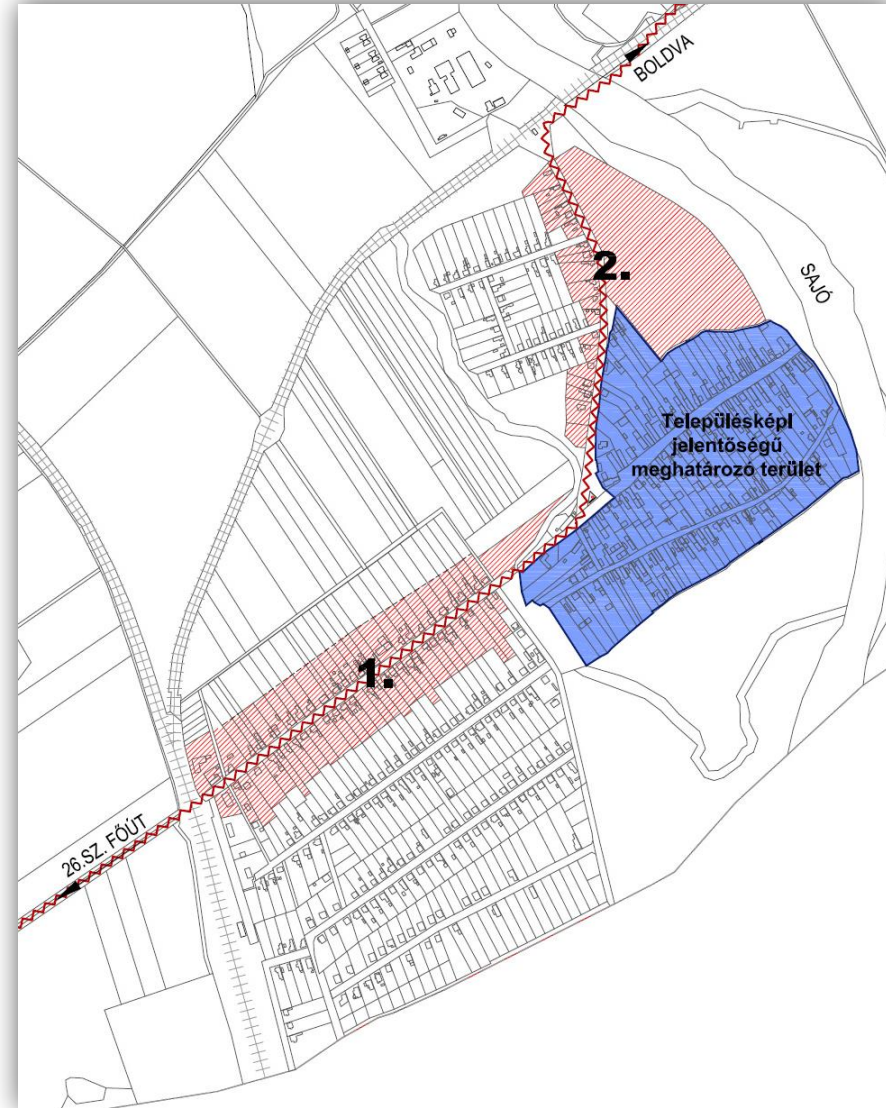 BOLDVA
2.
SAJÓ
Településképi
jelentőségű
meghatározó terület
1.
26.SZ. FŐÚT